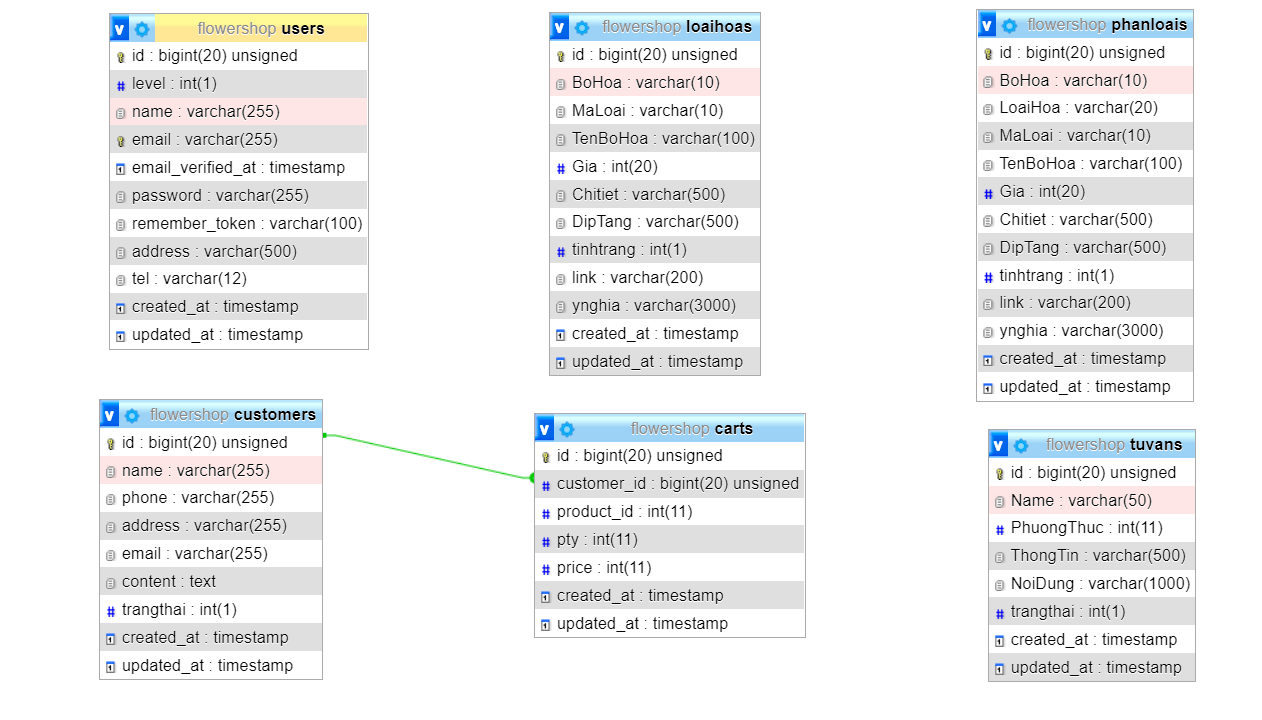 v flowershop users
id : bigint(20) unsigned
# level : int(1)
name : varchar(255)
email : varchar(255)
email_verified_at : timestamp
password : varchar(255)
remember_token : varchar(100)
address : varchar(500)
tel : varchar(12)
created_at : timestamp
updated_at : timestamp
v flowershop loaihoas
id : bigint(20) unsigned
BoHoa : varchar(10)
MaLoai : varchar(10)
TenBoHoa : varchar(100)
# Gia : int(20)
Chitiet : varchar(500)
DipTang : varchar(500)
# tinhtrang : int(1)
link : varchar(200)
ynghia : varchar(3000)
created_at : timestamp
updated_at : timestamp
v flowershop phanloais
id : bigint(20) unsigned
BoHoa : varchar(10)
LoaiHoa : varchar(20)
MaLoai : varchar(10)
TenBoHoa : varchar(100)
# Gia : int(20)
Chitiet : varchar(500)
DipTang : varchar(500)
# tinhtrang : int(1)
link : varchar(200)
ynghia : varchar(3000)
created_at : timestamp
updated_at : timestamp
v flowershop customers
id : bigint(20) unsigned
name : varchar(255)
phone : varchar(255)
address : varchar(255)
email : varchar(255)
content : text
# trangthai : int(1)
created_at : timestamp
updated_at : timestamp
v flowershop carts
id : bigint(20) unsigned
# customer_id : bigint(20) unsigned
# product_id : int(11)
# pty : int(11)
# price : int(11)
created_at : timestamp
updated_at : timestamp
v flowershop tuvans
id : bigint(20) unsigned
Name : varchar(50)
# PhuongThuc : int(11)
ThongTin : varchar(500)
NoiDung : varchar(1000)
# trangthai : int(1)
created_at : timestamp
updated_at : timestamp